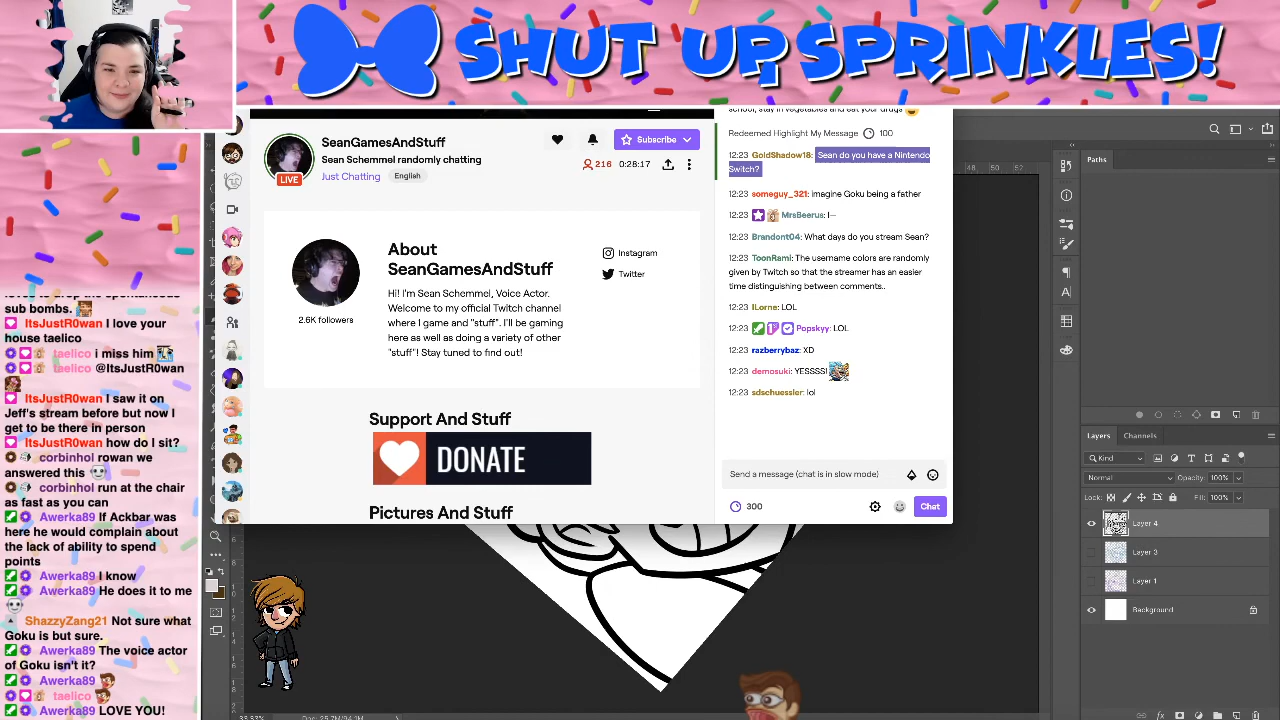 SHUT UP, SPRINKLES!
sub bombs.
ItsJustR0wan I love your
house taelico
taelico i miss him
taelico @ItsJustR0wan
ItsJustR0wan I saw it on
Jeff's stream before but now I
get to be there in person
ItsJustR0wan how do I sit?
corbinhol rowan we
answered this
corbinhol run at the chair
as fast as you can
Awerka89 If Ackbar was
here he would complain about
the lack of ability to spend
points
Awerka89 I know
Awerka89 He does it to me
ShazzyZang21 Not sure what
Goku is but sure.
Awerka89 The voice actor
of Goku isn't it?
Awerka89
taelico
Awerka89 LOVE YOU!
SeanGamesAndStuff
Sean Schemmel randomly chatting
Just Chatting English
LIVE
Subscribe
216 0:28:17
About
SeanGamesAndStuff
Hi! I'm Sean Schemmel, Voice Actor.
Welcome to my official Twitch channel
where I game and "stuff". I'll be gaming
here as well as doing a variety of other
"stuff"! Stay tuned to find out!
2.6K followers
Instagram
Twitter
Support And Stuff
DONATE
Pictures And Stuff
school, stay in vegetables and eat your drugs
Redeemed Highlight My Message 100
12:23 GoldShadow18: Sean do you have a Nintendo
Switch?
12:23 someguy_321: imagine Goku being a father
12:23 MrsBeerus: I—
12:23 Brandont04: What days do you stream Sean?
12:23 ToonRami: The username colors are randomly
given by Twitch so that the streamer has an easier
time distinguishing between comments..
12:23 ILorne: LOL
12:23 Popskyy: LOL
12:23 razberrybaz: XD
12:23 demosuki: YESSSS!
12:23 sdschuessler: lol
Send a message (chat is in slow mode)
300
Chat
Paths
Layers Channels
Kind
Normal Opacity: 100%
Lock: Fill: 100%
Layer 4
Layer 3
Layer 1
Background